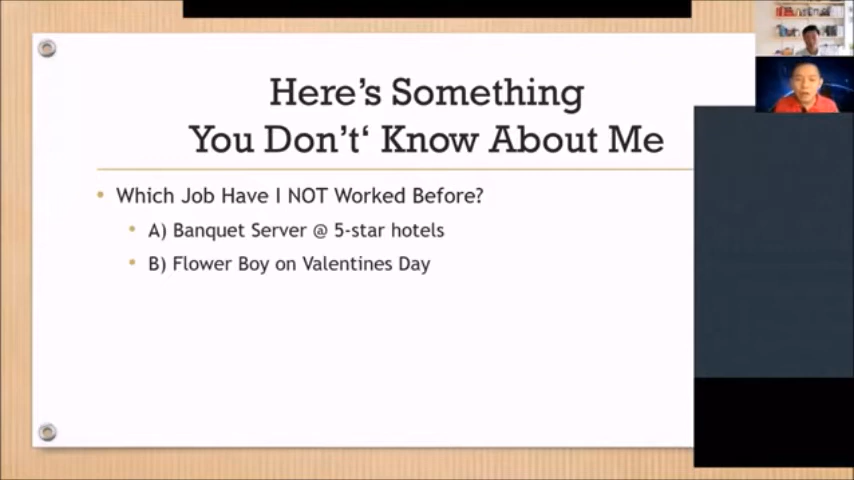 Here's Something
You Don't‘ Know About Me
• Which Job Have I NOT Worked Before?
• A) Banquet Server @ 5-star hotels
• B) Flower Boy on Valentines Day